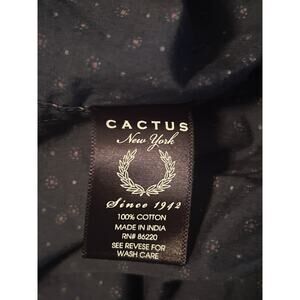 CACTUS
New York
Since 1942
100% COTTON
MADE IN INDIA
RN# 86220
SEE REVESE FOR
WASH CARE